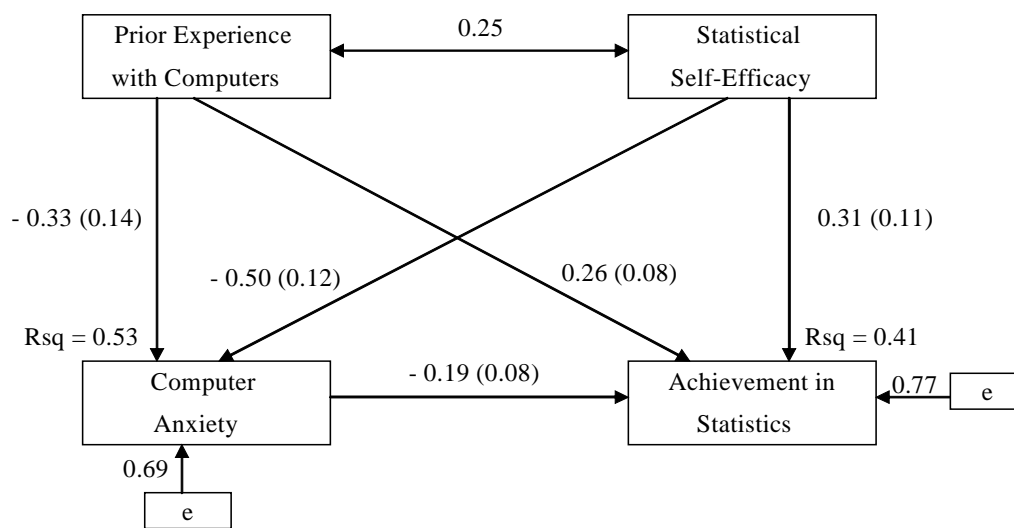 Prior Experience
with Computers
0.25
Statistical
Self-Efficacy
- 0.33 (0.14)
0.31 (0.11)
- 0.50 (0.12)
0.26 (0.08)
Rsq = 0.53
Rsq = 0.41
Computer
Anxiety
- 0.19 (0.08)
Achievement in
Statistics
0.77
e
0.69
e